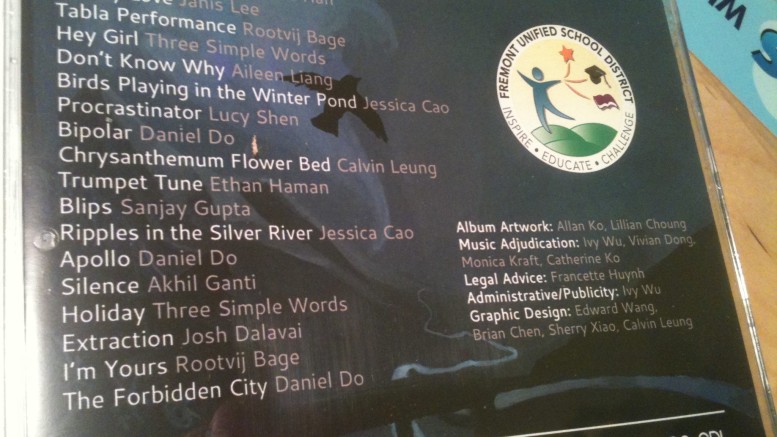 Janis Lee
Tabla Performance Rootvij Bage
Hey Girl Three Simple Words
Don't Know Why Aileen Liang
Birds Playing in the Winter Pond Jessica Cao
Procrastinator Lucy Shen
Bipolar Daniel Do
Chrysanthemum Flower Bed Calvin Leung
Trumpet Tune Ethan Haman
Blips Sanjay Gupta
Ripples in the Silver River Jessica Cao
Apollo Daniel Do
Silence Akhil Ganti
Holiday Three Simple Words
Extraction Josh Dalavai
I'm Yours Rootvij Bage
The Forbidden City Daniel Do
FREMONT UNIFIED SCHOOL DISTRICT
INSPIRE • EDUCATE • CHALLENGE
Album Artwork: Allan Ko, Lillian Choung
Music Adjudication: Ivy Wu, Vivian Dong,
Monica Kraft, Catherine Ko
Legal Advice: Francette Huynh
Administrative/Publicity: Ivy Wu
Graphic Design: Edward Wang,
Brian Chen, Sherry Xiao, Calvin Leung